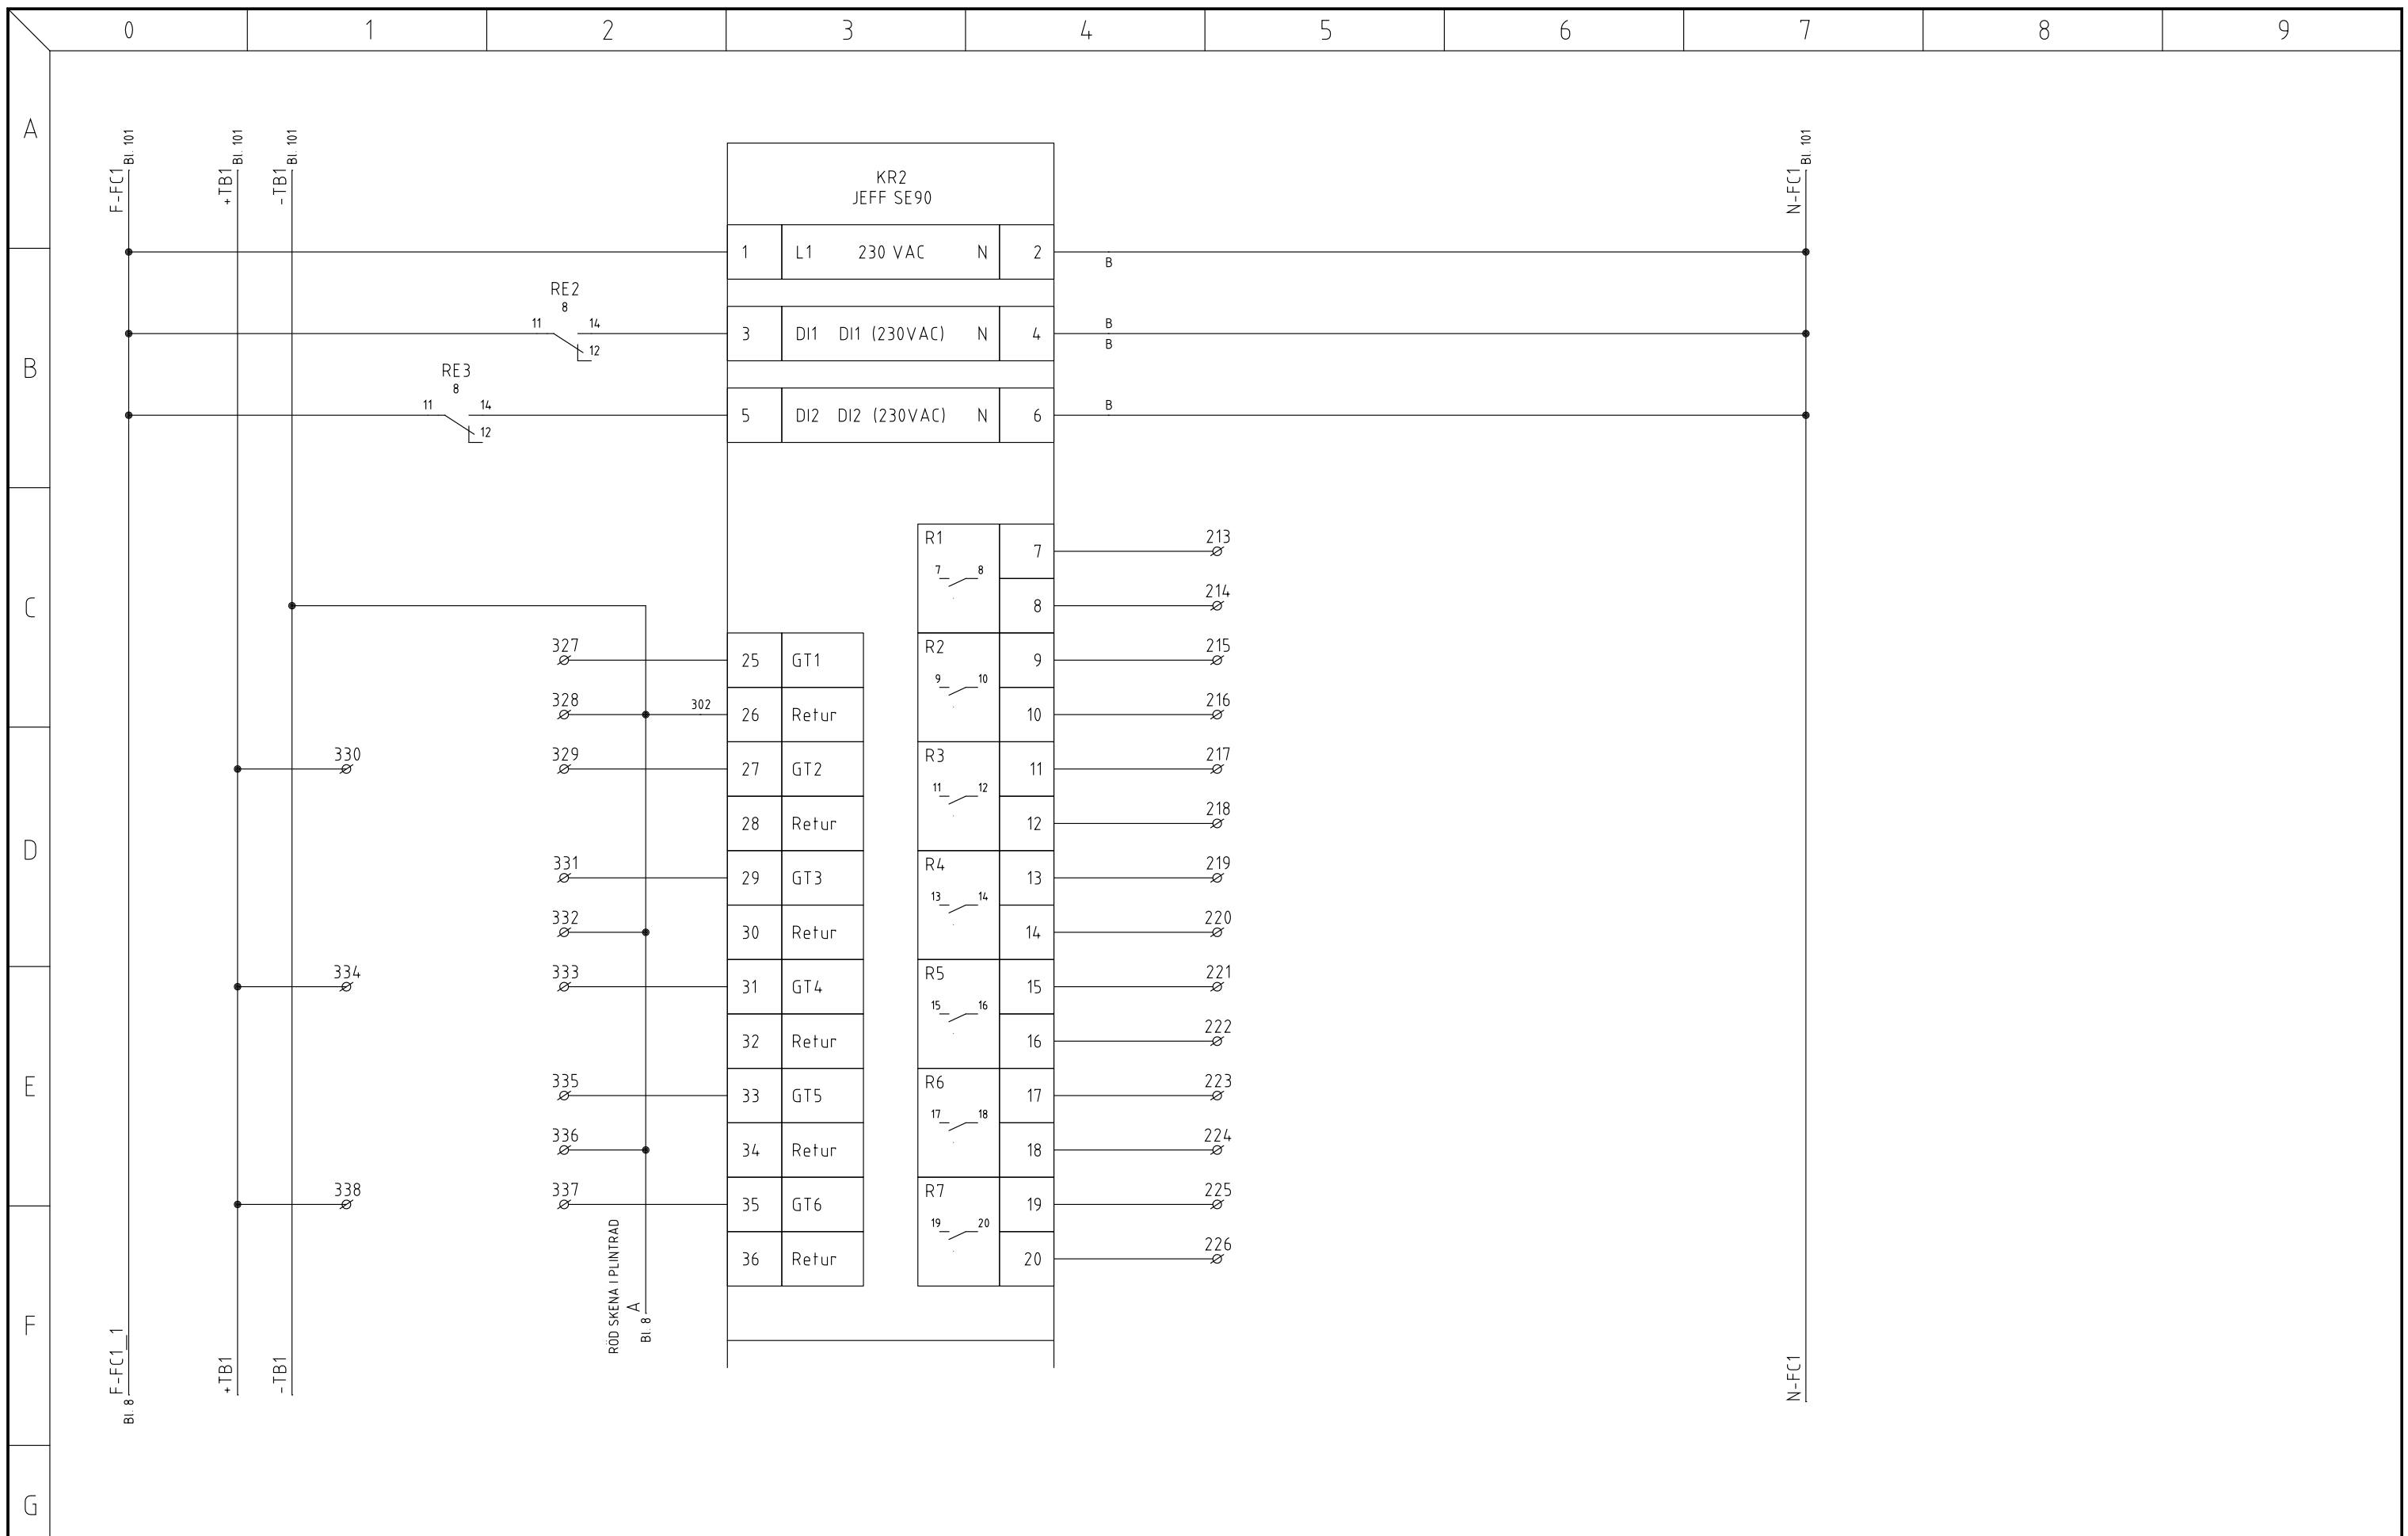 0 1 2 3 4 5 6 7 8 9
A
F-FC1 Bl. 101
+TB1 Bl. 101
-TB1 Bl. 101
N-FC1 Bl. 101
KR2
JEFF SE90
1 L1 230 VAC N 2
B
B
RE2
8
11 14
12
3 DI1 DI1 (230VAC) N 4
B
B
RE3
8
11 14
12
5 DI2 DI2 (230VAC) N 6
B
C
R1
7 8
7 213
8 214
327
25 GT1
R2
9 10
9 215
328
302
26 Retur
10 216
D
330
329
27 GT2
R3
11 12
11 217
28 Retur
12 218
331
29 GT3
R4
13 14
13 219
332
30 Retur
14 220
E
334
333
31 GT4
R5
15 16
15 221
32 Retur
16 222
335
33 GT5
R6
17 18
17 223
336
34 Retur
18 224
338
337
35 GT6
R7
19 20
19 225
36 Retur
20 226
F
RÖD SKENA I PLINTRAD
A
Bl. 8
F-FC1_1
Bl. 8
+TB1
-TB1
N-FC1
G